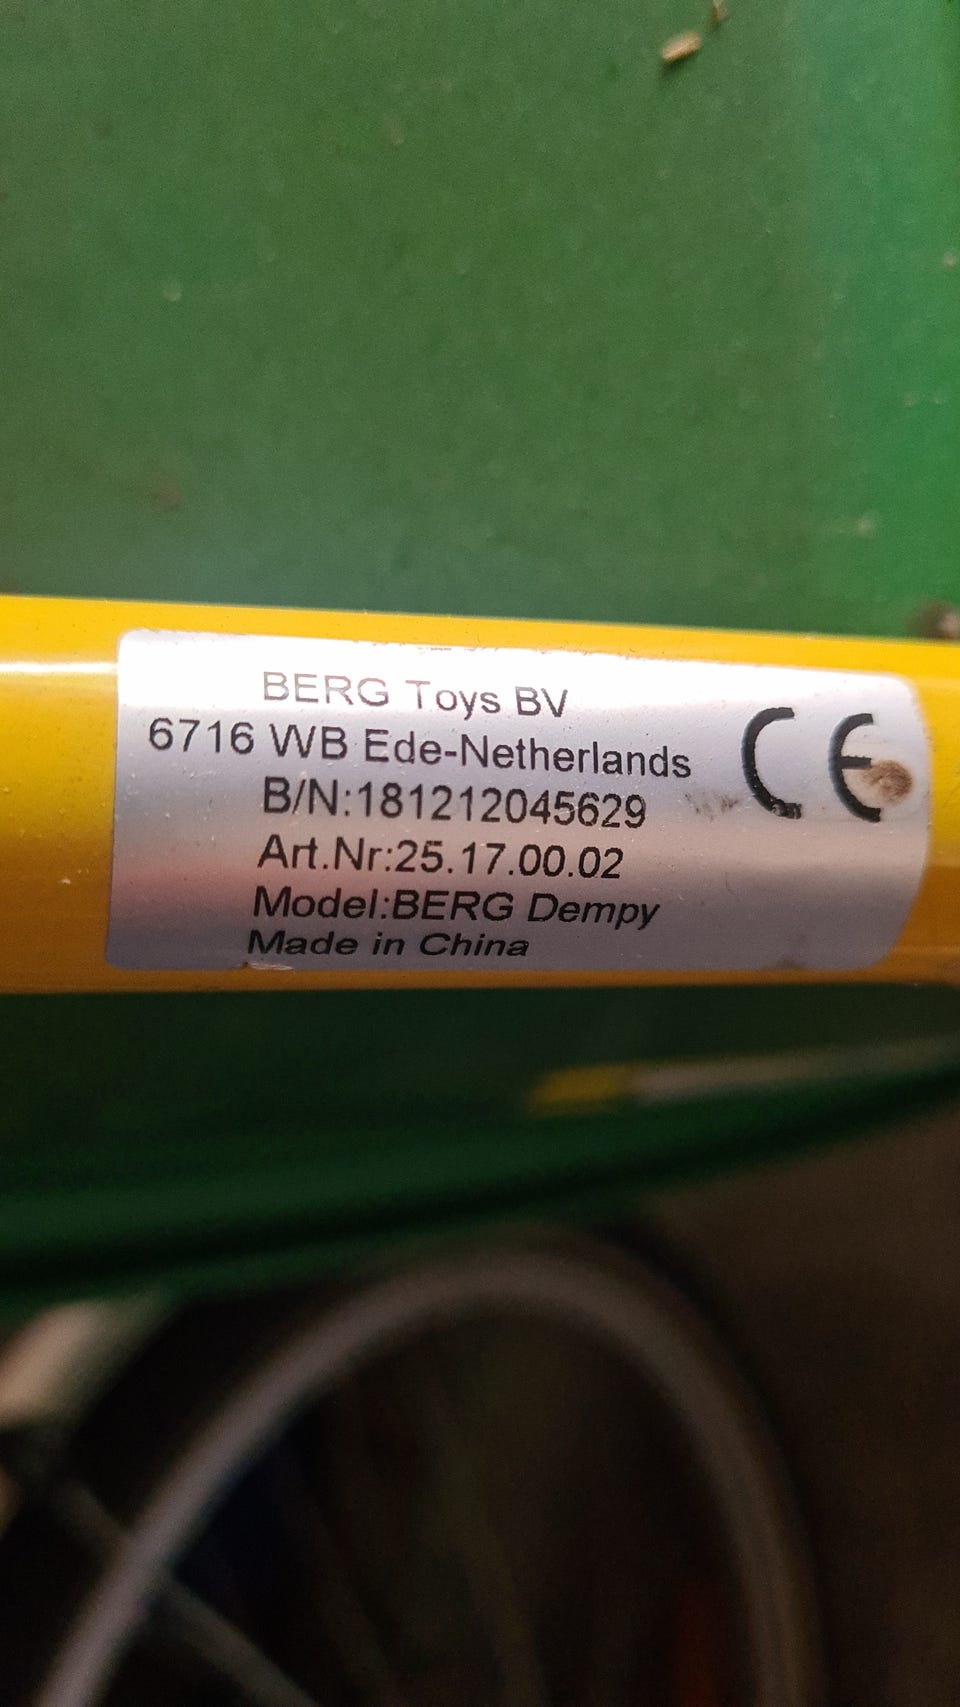 BERG Toys BV
6716 WB Ede-Netherlands
B/N:181212045629
Art.Nr:25.17.00.02
Model:BERG Dempy
Made in China
CE